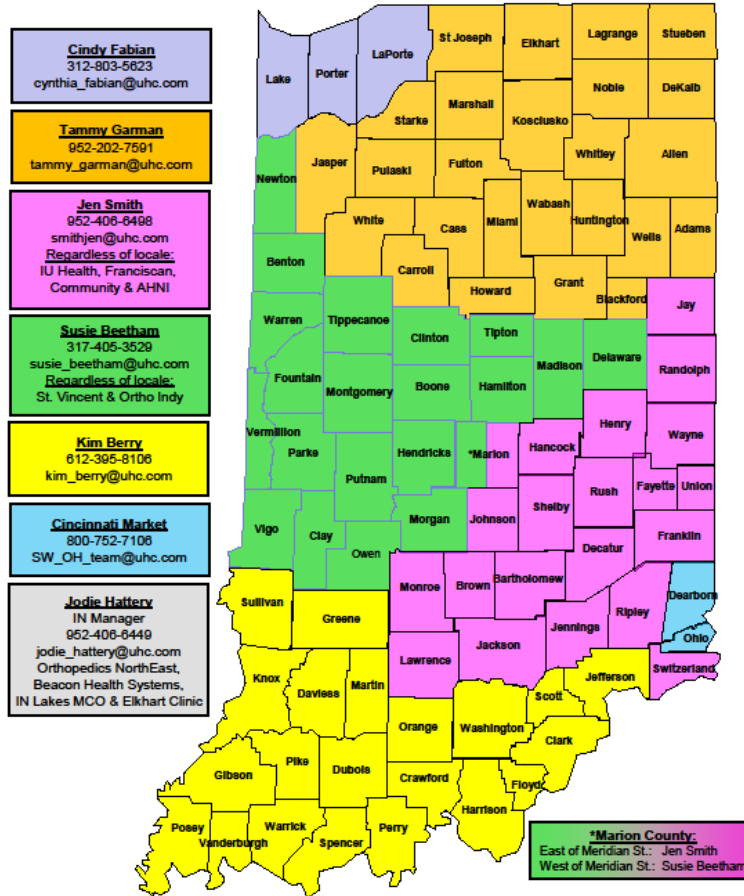 Cindy Fabian
312-803-5623
cynthia_fabian@uhc.com
Tammy Garman
952-202-7591
tammy_garman@uhc.com
Jen Smith
952-406-6498
smithjen@uhc.com
Regardless of locale:
IU Health, Franciscan,
Community & AHNI
Susie Beetham
317-405-3529
susie_beetham@uhc.com
Regardless of locale:
St. Vincent & Ortho Indy
Kim Berry
612-395-8106
kim_berry@uhc.com
Cincinnati Market
800-752-7106
SW_OH_team@uhc.com
Jodie Hattery
IN Manager
952-406-6449
jodie_hattery@uhc.com
Orthopedics NorthEast,
Beacon Health Systems,
IN Lakes MCO & Elkhart Clinic
Lake
Porter
LaPorte
St Joseph
Elkhart
Lagrange
Stueben
Noble
DeKalb
Starke
Marshall
Kosciusko
Newton
Jasper
Pulaski
Fulton
Whitley
Allen
White
Cass
Miami
Wabash
Huntington
Wells
Adams
Benton
Carroll
Howard
Grant
Blackford
Jay
Warren
Tippecanoe
Clinton
Tipton
Madison
Delaware
Randolph
Fountain
Montgomery
Boone
Hamilton
Henry
Wayne
Vermillion
Parke
Putnam
Hendricks
*Marion
Hancock
Rush
Fayette
Union
Shelby
Vigo
Clay
Owen
Morgan
Johnson
Decatur
Franklin
Sullivan
Greene
Monroe
Brown
Bartholomew
Jennings
Ripley
Dearborn
Ohio
Knox
Daviess
Martin
Lawrence
Jackson
Switzerland
Jefferson
Scott
Orange
Washington
Clark
Gibson
Pike
Dubois
Crawford
Floyd
Harrison
Posey
Vanderburgh
Warrick
Spencer
Perry
*Marion County:
East of Meridian St.: Jen Smith
West of Meridian St.: Susie Beetham